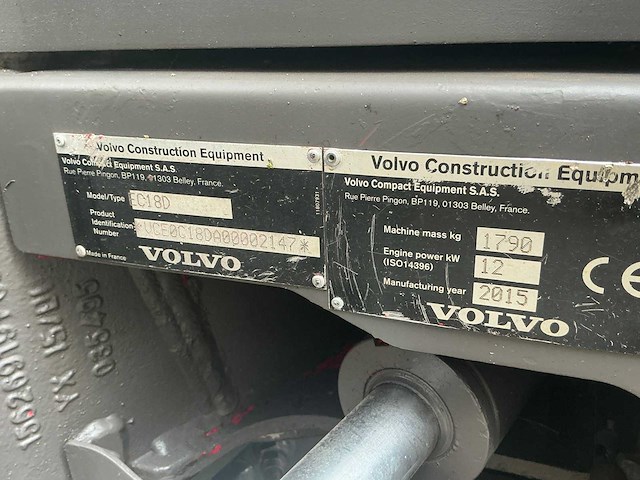 Volvo Construction Equipment
Volvo Compact Equipment S.A.S.
Rue Pierre Pingon, BP119, 01303 Belley, France.
Model/Type EC18D
Product
Identification
Number *VCE0C18DA00002147*
Made in France
VOLVO
11807931
Volvo Construction Equipm
Volvo Compact Equipment S.A.S.
Rue Pierre Pingon, BP119, 01303 Belley, France.
Machine mass kg 1790
Engine power kW
(ISO14396) 12
Manufacturing year 2015
VOLVO
CE